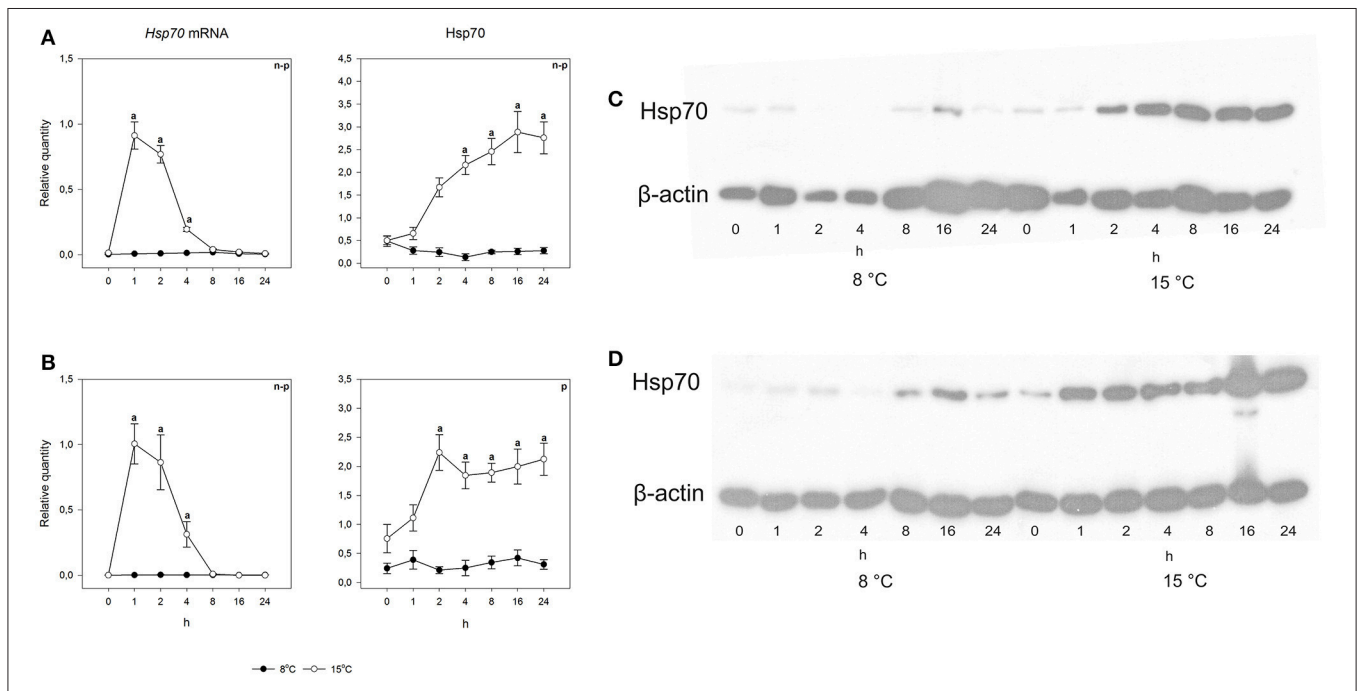 A
Hsp70 mRNA
Hsp70
n-p
n-p
Relative quantity
1,5
1,0
0,5
0,0
a
a
a
0 1 2 4 8 16 24
4,5
4,0
3,5
3,0
2,5
2,0
1,5
1,0
0,5
0,0
a
a
a
a
0 1 2 4 8 16 24
B
n-p
p
Relative quantity
1,5
1,0
0,5
0,0
a
a
a
0 1 2 4 8 16 24
h
3,5
3,0
2,5
2,0
1,5
1,0
0,5
0,0
a
a
a
a
a
0 1 2 4 8 16 24
h
8°C 15°C
C
Hsp70
β-actin
0 1 2 4 8 16 24 0 1 2 4 8 16 24
h h
8 °C 15 °C
D
Hsp70
β-actin
0 1 2 4 8 16 24 0 1 2 4 8 16 24
h h
8 °C 15 °C